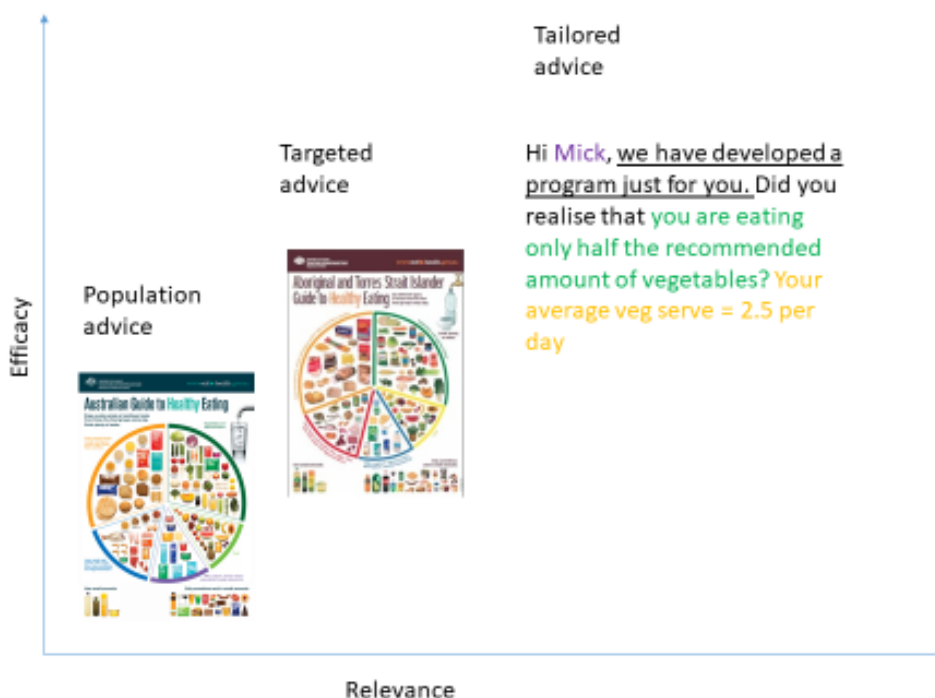 Tailored
advice
Targeted
advice
Hi Mick, we have developed a
program just for you. Did you
realise that you are eating
only half the recommended
amount of vegetables? Your
average veg serve = 2.5 per
day
Aboriginal and Torres Strait Islander
Guide to Healthy Eating
Population
advice
Australian Guide to Healthy Eating
Efficacy
Relevance